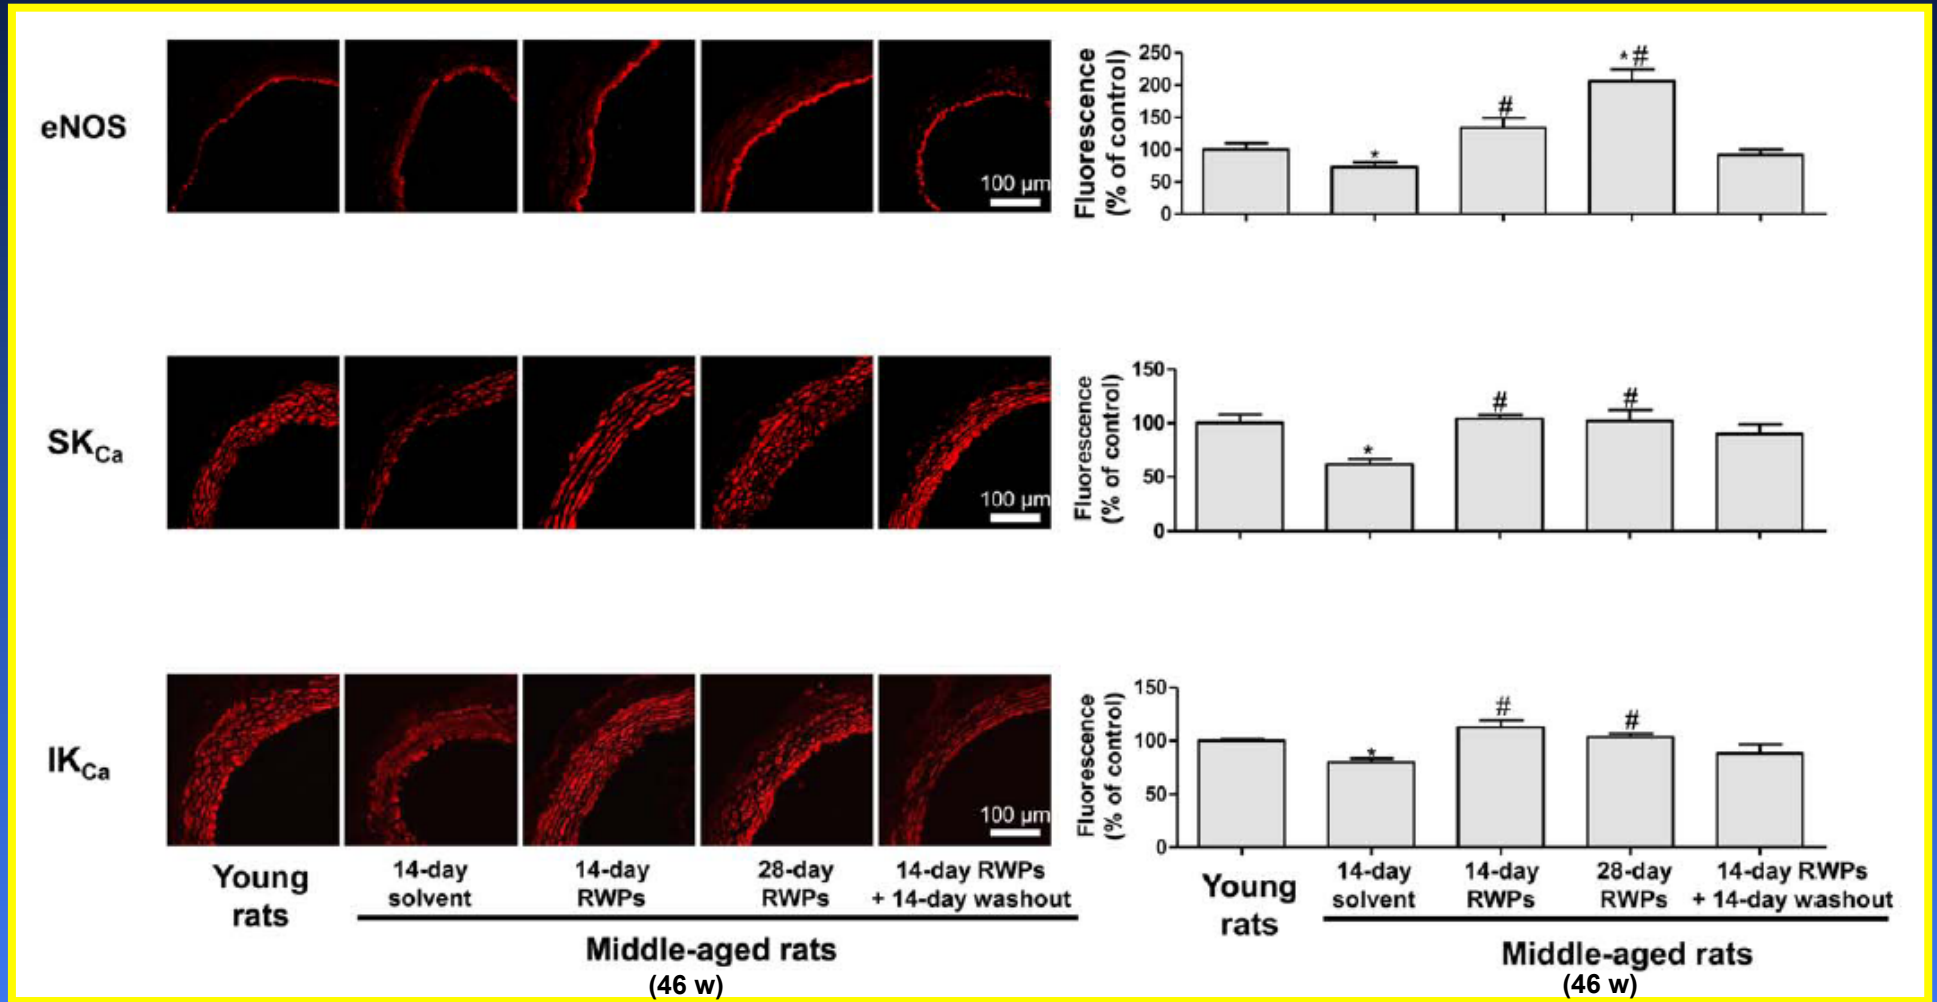 eNOS
100 µm
Fluorescence
(% of control)
250
200
150
100
50
0
*
#
*#
SKCa
100 µm
Fluorescence
(% of control)
150
100
50
0
*
#
#
IKCa
100 µm
Fluorescence
(% of control)
150
100
50
0
*
#
#
Young
rats
14-day
solvent
14-day
RWPs
28-day
RWPs
14-day RWPs
+ 14-day washout
Middle-aged rats
(46 w)
Young
rats
14-day
solvent
14-day
RWPs
28-day
RWPs
14-day RWPs
+ 14-day washout
Middle-aged rats
(46 w)